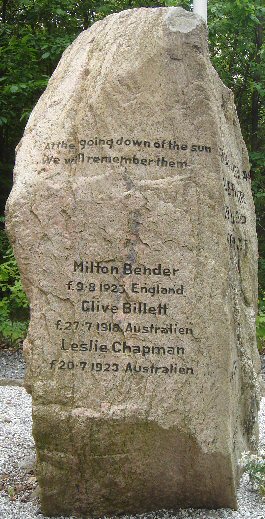 At the going down of the sun
We will remember them.
Milton Bender
f.9·8 1923 England
Clive Billett
f.27·7 1918 Australien
Leslie Chapman
f.20·7 1923 Australien